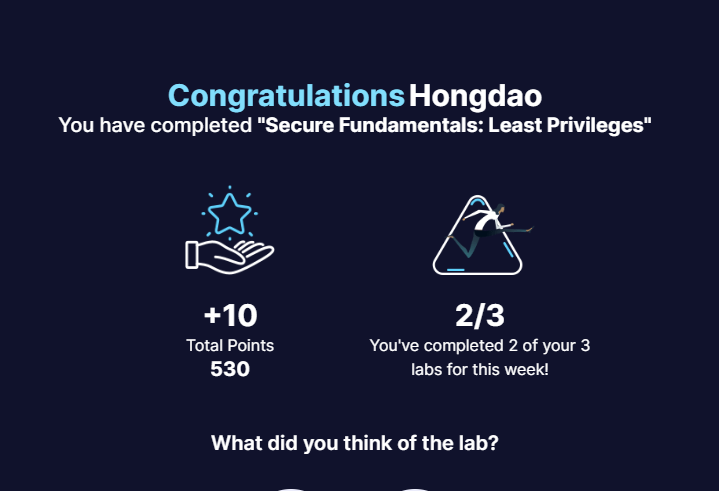 Congratulations Hongdao
You have completed "Secure Fundamentals: Least Privileges"
+10
Total Points
530
2/3
You've completed 2 of your 3
labs for this week!
What did you think of the lab?